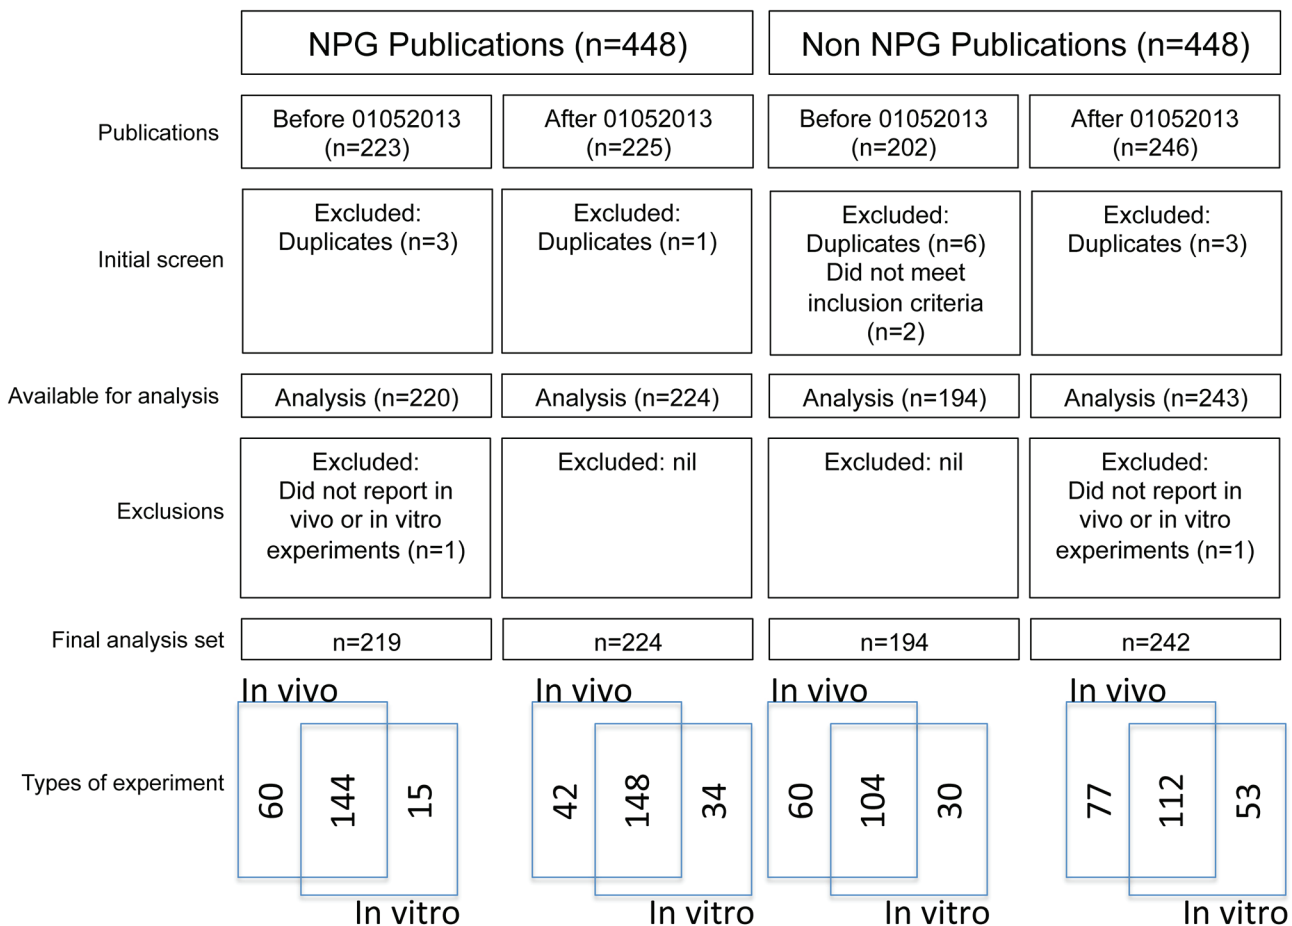 NPG Publications (n=448)
Non NPG Publications (n=448)
Publications
Before 01052013
(n=223)
After 01052013
(n=225)
Before 01052013
(n=202)
After 01052013
(n=246)
Initial screen
Excluded:
Duplicates (n=3)
Excluded:
Duplicates (n=1)
Excluded:
Duplicates (n=6)
Did not meet
inclusion criteria
(n=2)
Excluded:
Duplicates (n=3)
Available for analysis
Analysis (n=220)
Analysis (n=224)
Analysis (n=194)
Analysis (n=243)
Exclusions
Excluded:
Did not report in
vivo or in vitro
experiments (n=1)
Excluded: nil
Excluded: nil
Excluded:
Did not report in
vivo or in vitro
experiments (n=1)
Final analysis set
n=219
n=224
n=194
n=242
Types of experiment
In vivo
60
144
15
In vitro
In vivo
42
148
34
In vitro
In vivo
60
104
30
In vitro
In vivo
77
112
53
In vitro